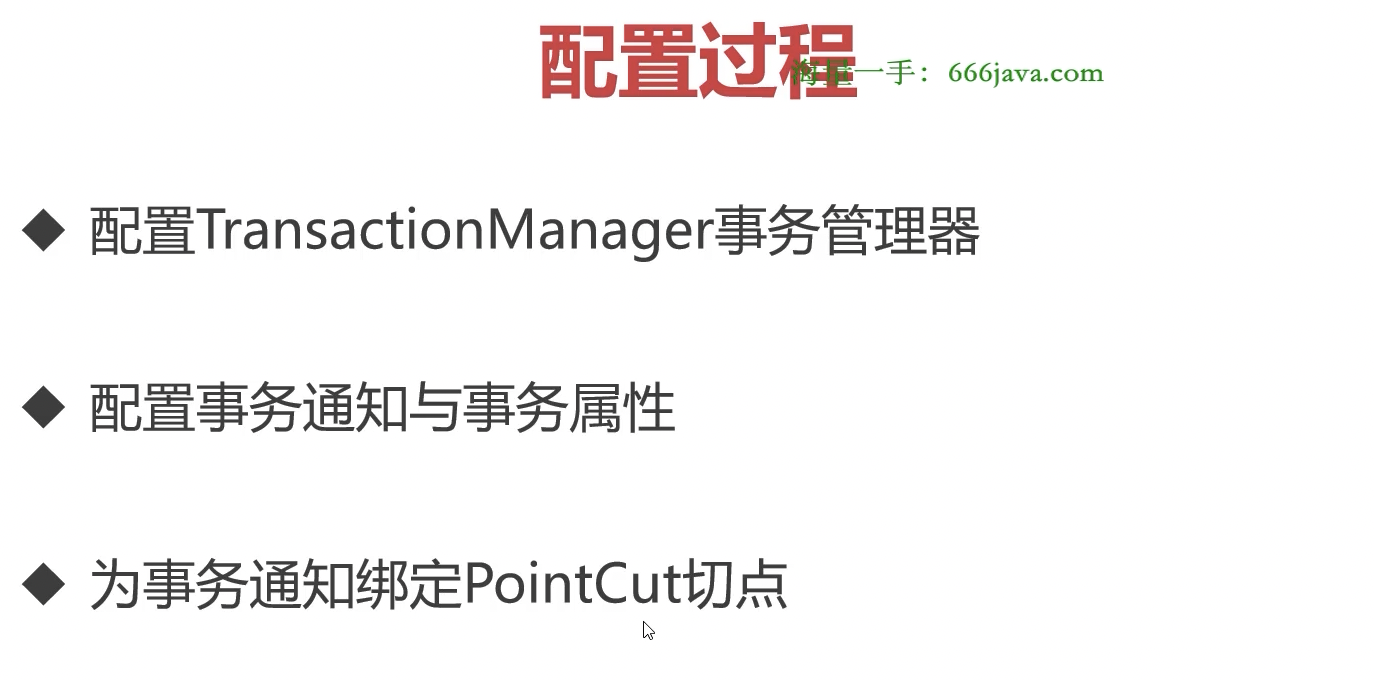 配置过程
海量一手：666java.com
◆ 配置TransactionManager事务管理器
◆ 配置事务通知与事务属性
◆ 为事务通知绑定PointCut切点